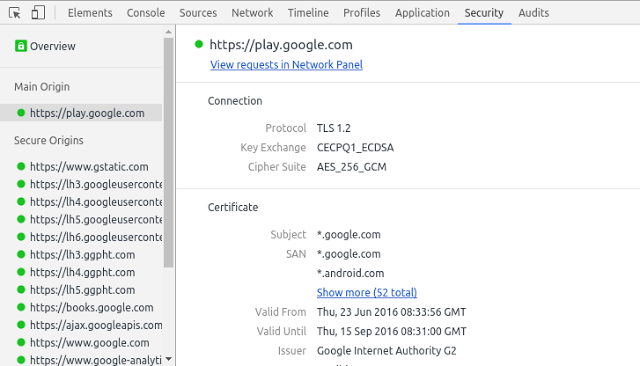 Elements Console Sources Network Timeline Profiles Application Security Audits
Overview
Main Origin
https://play.google.com
Secure Origins
https://www.gstatic.com
https://lh3.googleuserconte
https://lh4.googleuserconte
https://lh5.googleuserconte
https://lh6.googleuserconte
https://lh3.ggpht.com
https://lh4.ggpht.com
https://lh5.ggpht.com
https://books.google.com
https://ajax.googleapis.com
https://www.google.com
https://www.google-analyti
https://play.google.com
View requests in Network Panel
Connection
Protocol TLS 1.2
Key Exchange CECPQ1_ECDSA
Cipher Suite AES_256_GCM
Certificate
Subject *.google.com
SAN *.google.com
*.android.com
Show more (52 total)
Valid From Thu, 23 Jun 2016 08:33:56 GMT
Valid Until Thu, 15 Sep 2016 08:31:00 GMT
Issuer Google Internet Authority G2